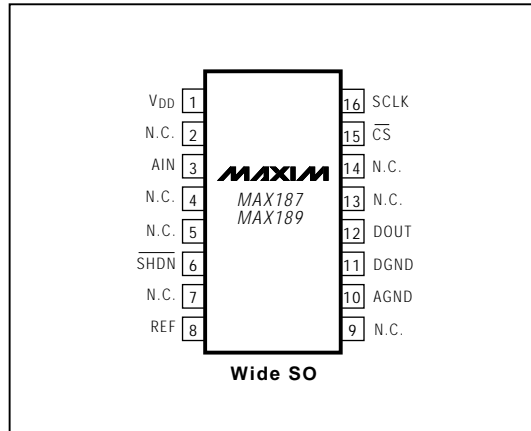 VDD 1 16 SCLK
N.C. 2 15 CS
AIN 3 MAXIM 14 N.C.
N.C. 4 MAX187 13 N.C.
N.C. 5 MAX189 12 DOUT
SHDN 6 11 DGND
N.C. 7 10 AGND
REF 8 9 N.C.
Wide SO